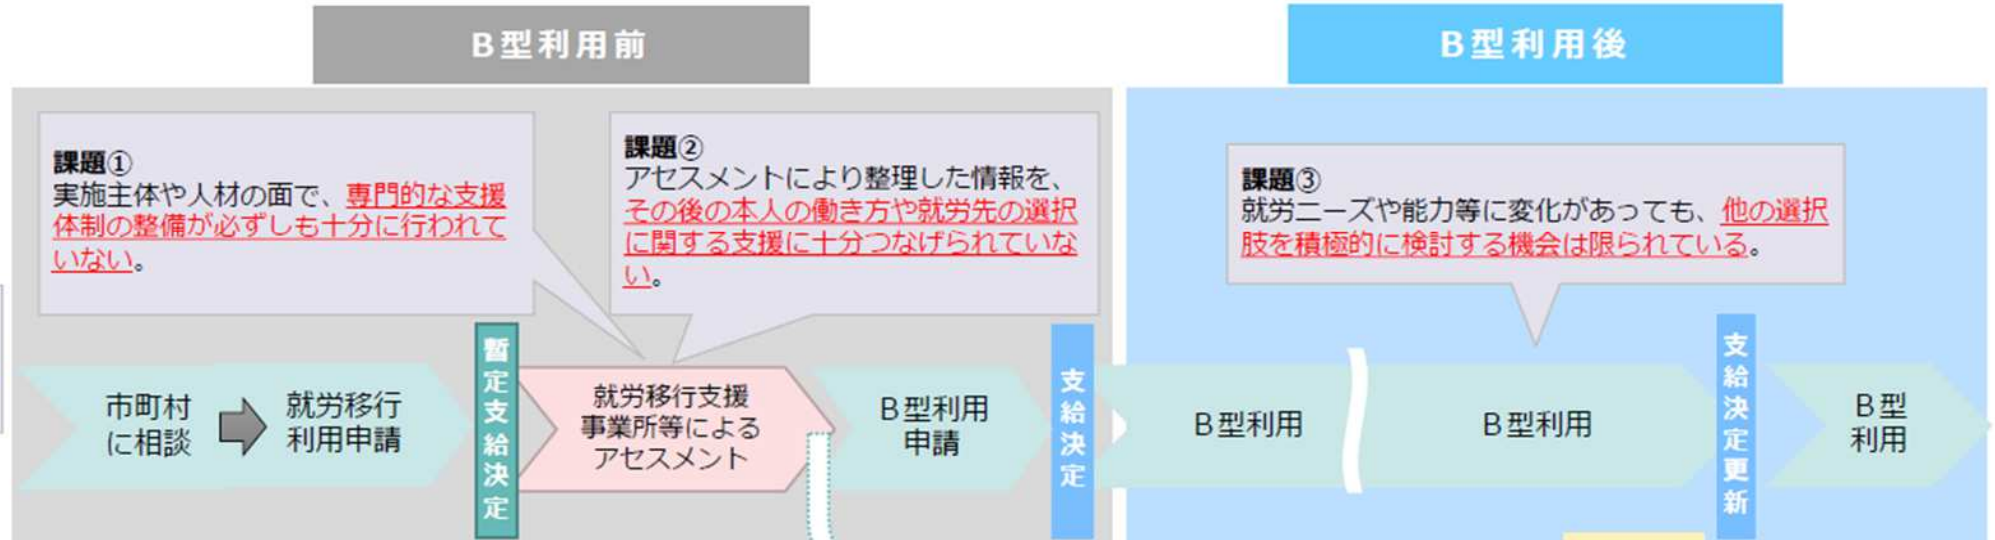 B型利用前
B型利用後
課題①
実施主体や人材の面で、専門的な支援
体制の整備が必ずしも十分に行われて
いない。
課題②
アセスメントにより整理した情報を、
その後の本人の働き方や就労先の選択
に関する支援に十分つなげられていな
い。
課題③
就労ニーズや能力等に変化があっても、他の選択
肢を積極的に検討する機会は限られている。
市町村
に相談
就労移行
利用申請
暫定支給決定
就労移行支援
事業所等による
アセスメント
B型利用
申請
支給決定
B型利用
B型利用
支給決定更新
B型
利用